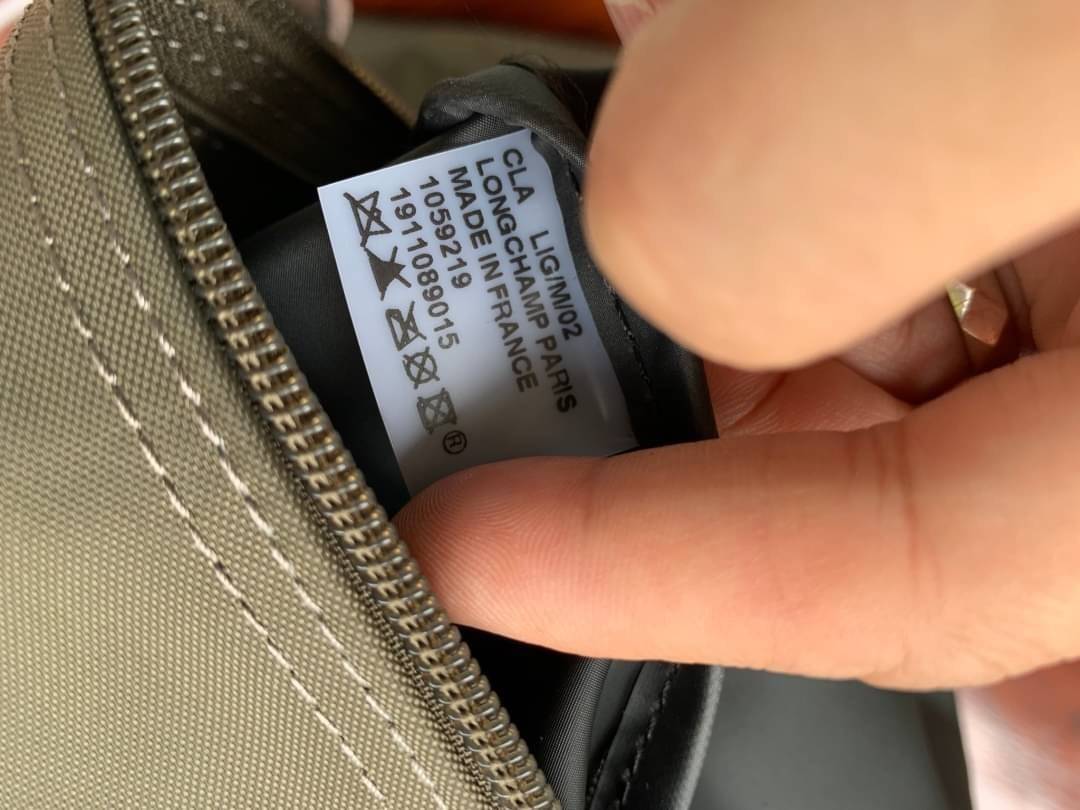 CLA LIG/M/02
LONGCHAMP PARIS
MADE IN FRANCE
1059219
1911089015
®